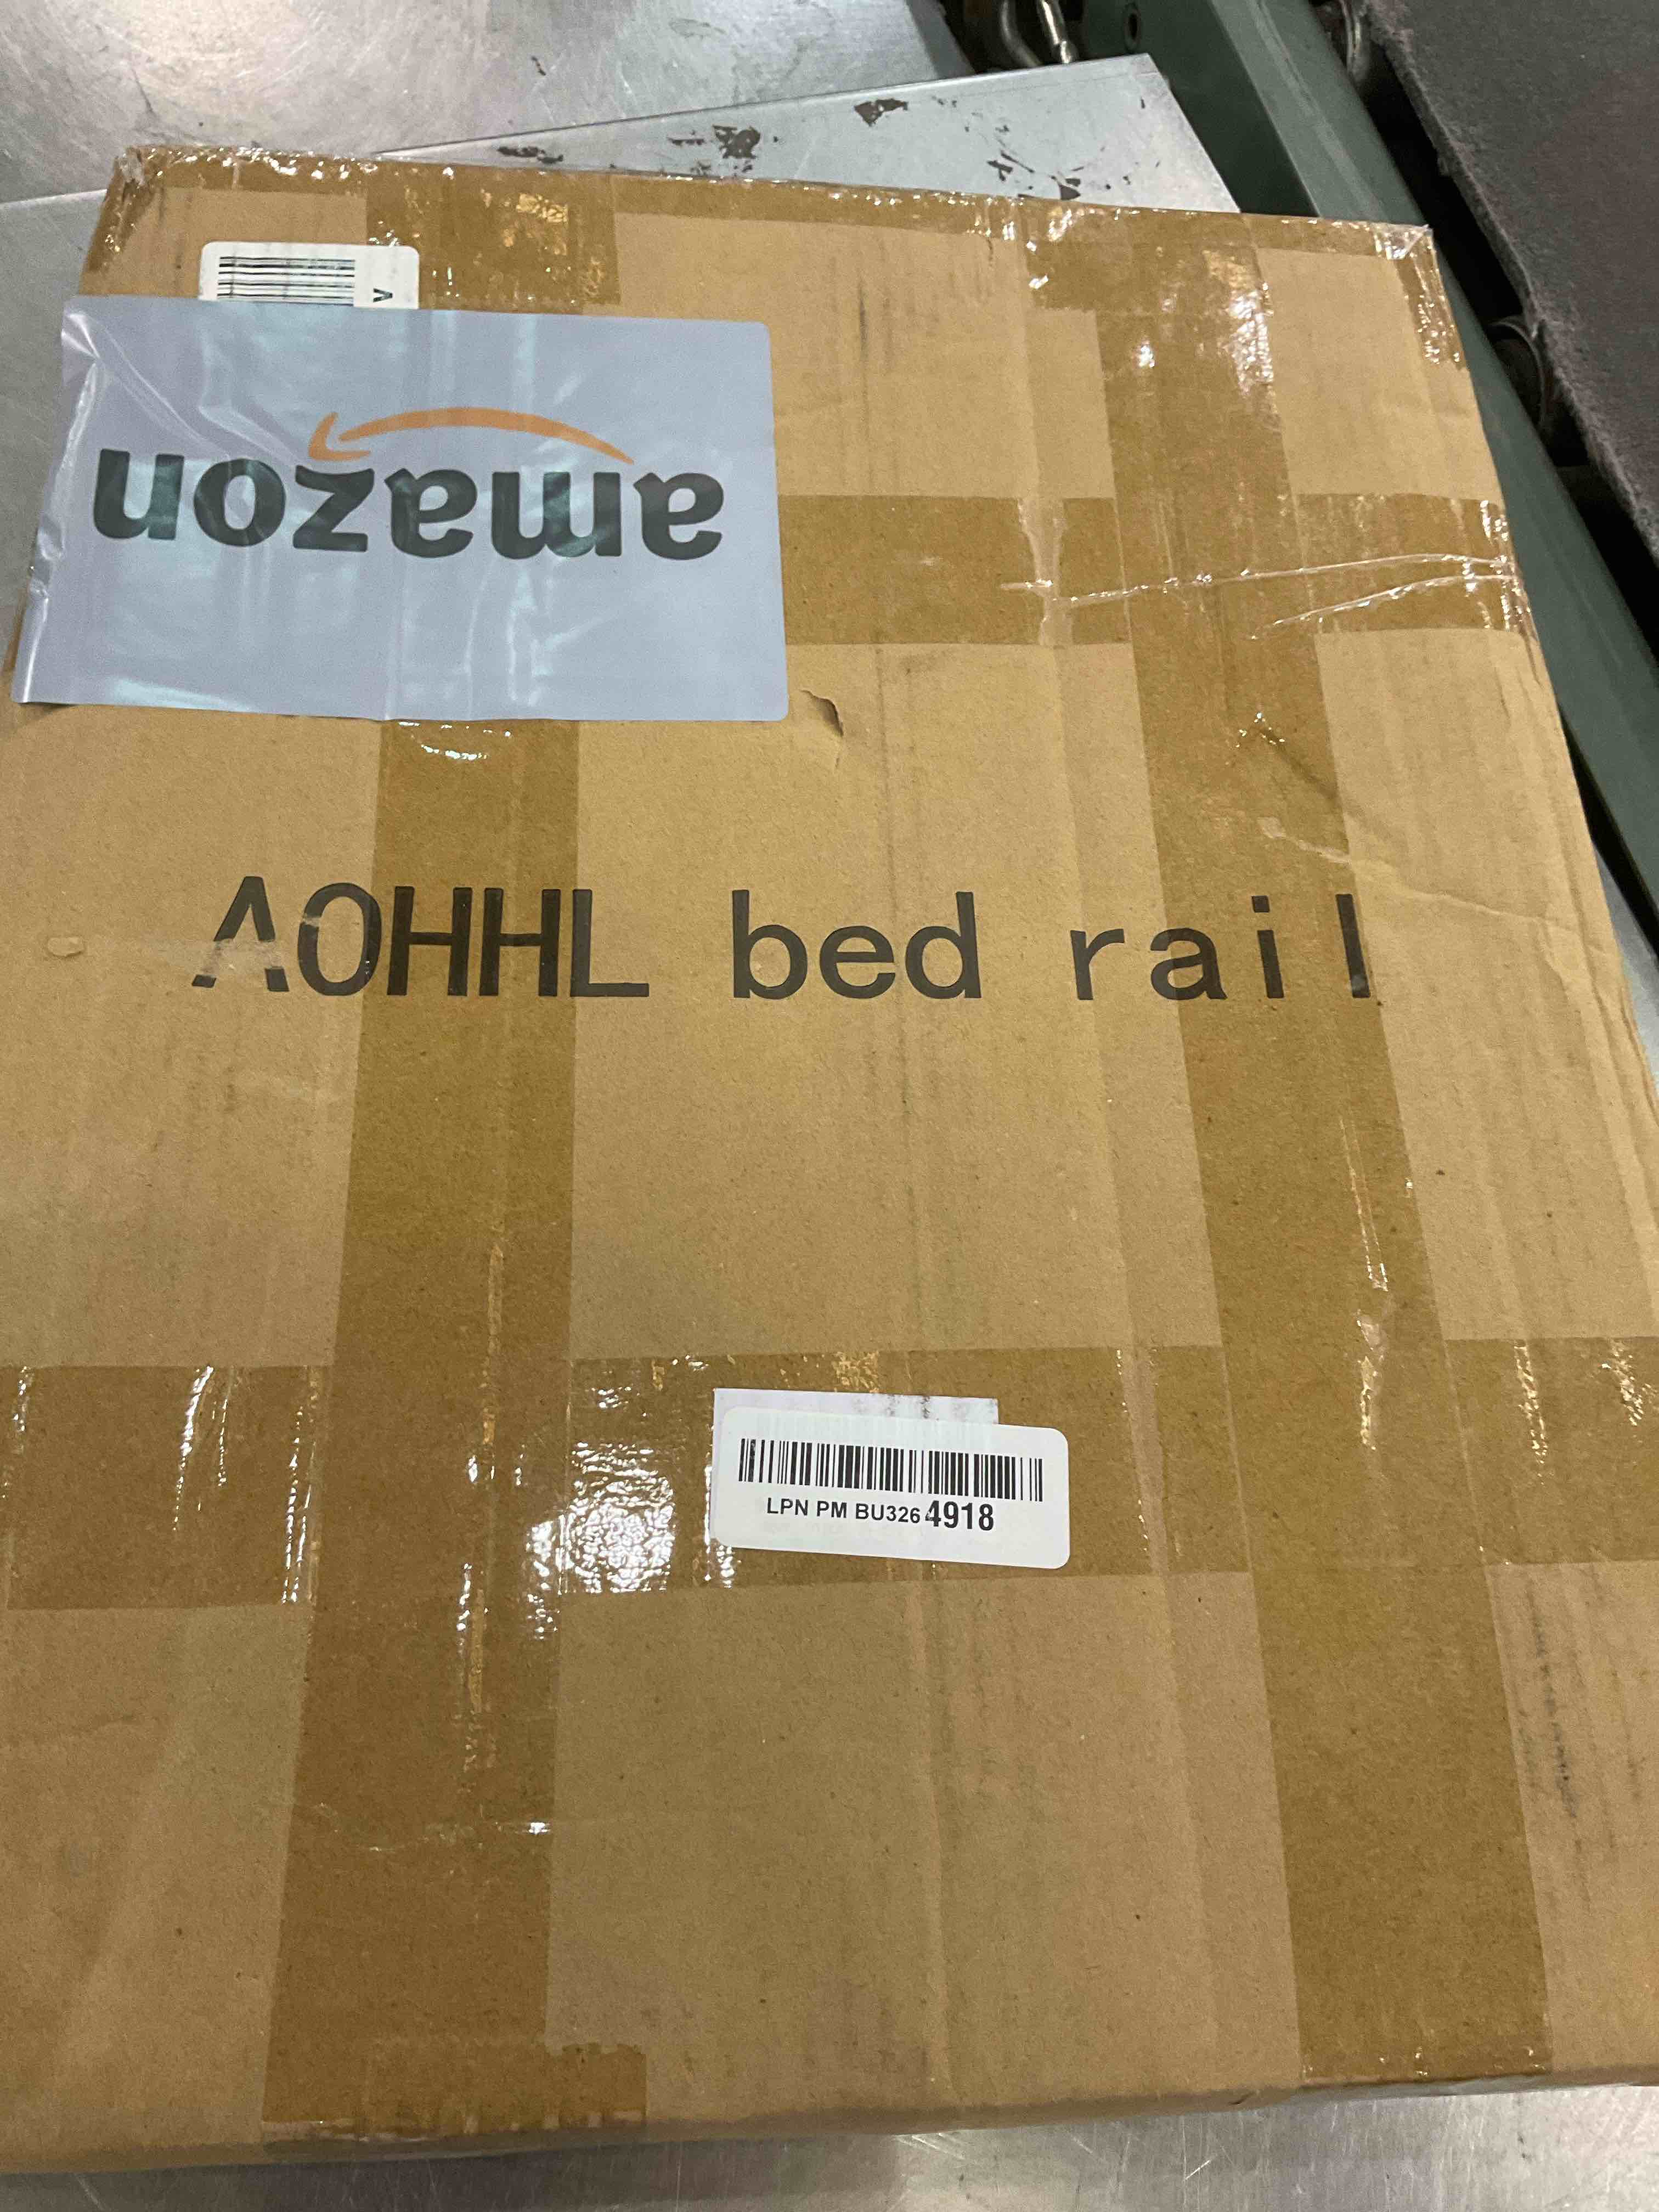 V
amazon
AOHHL bed rail
LPN PM BU3264918